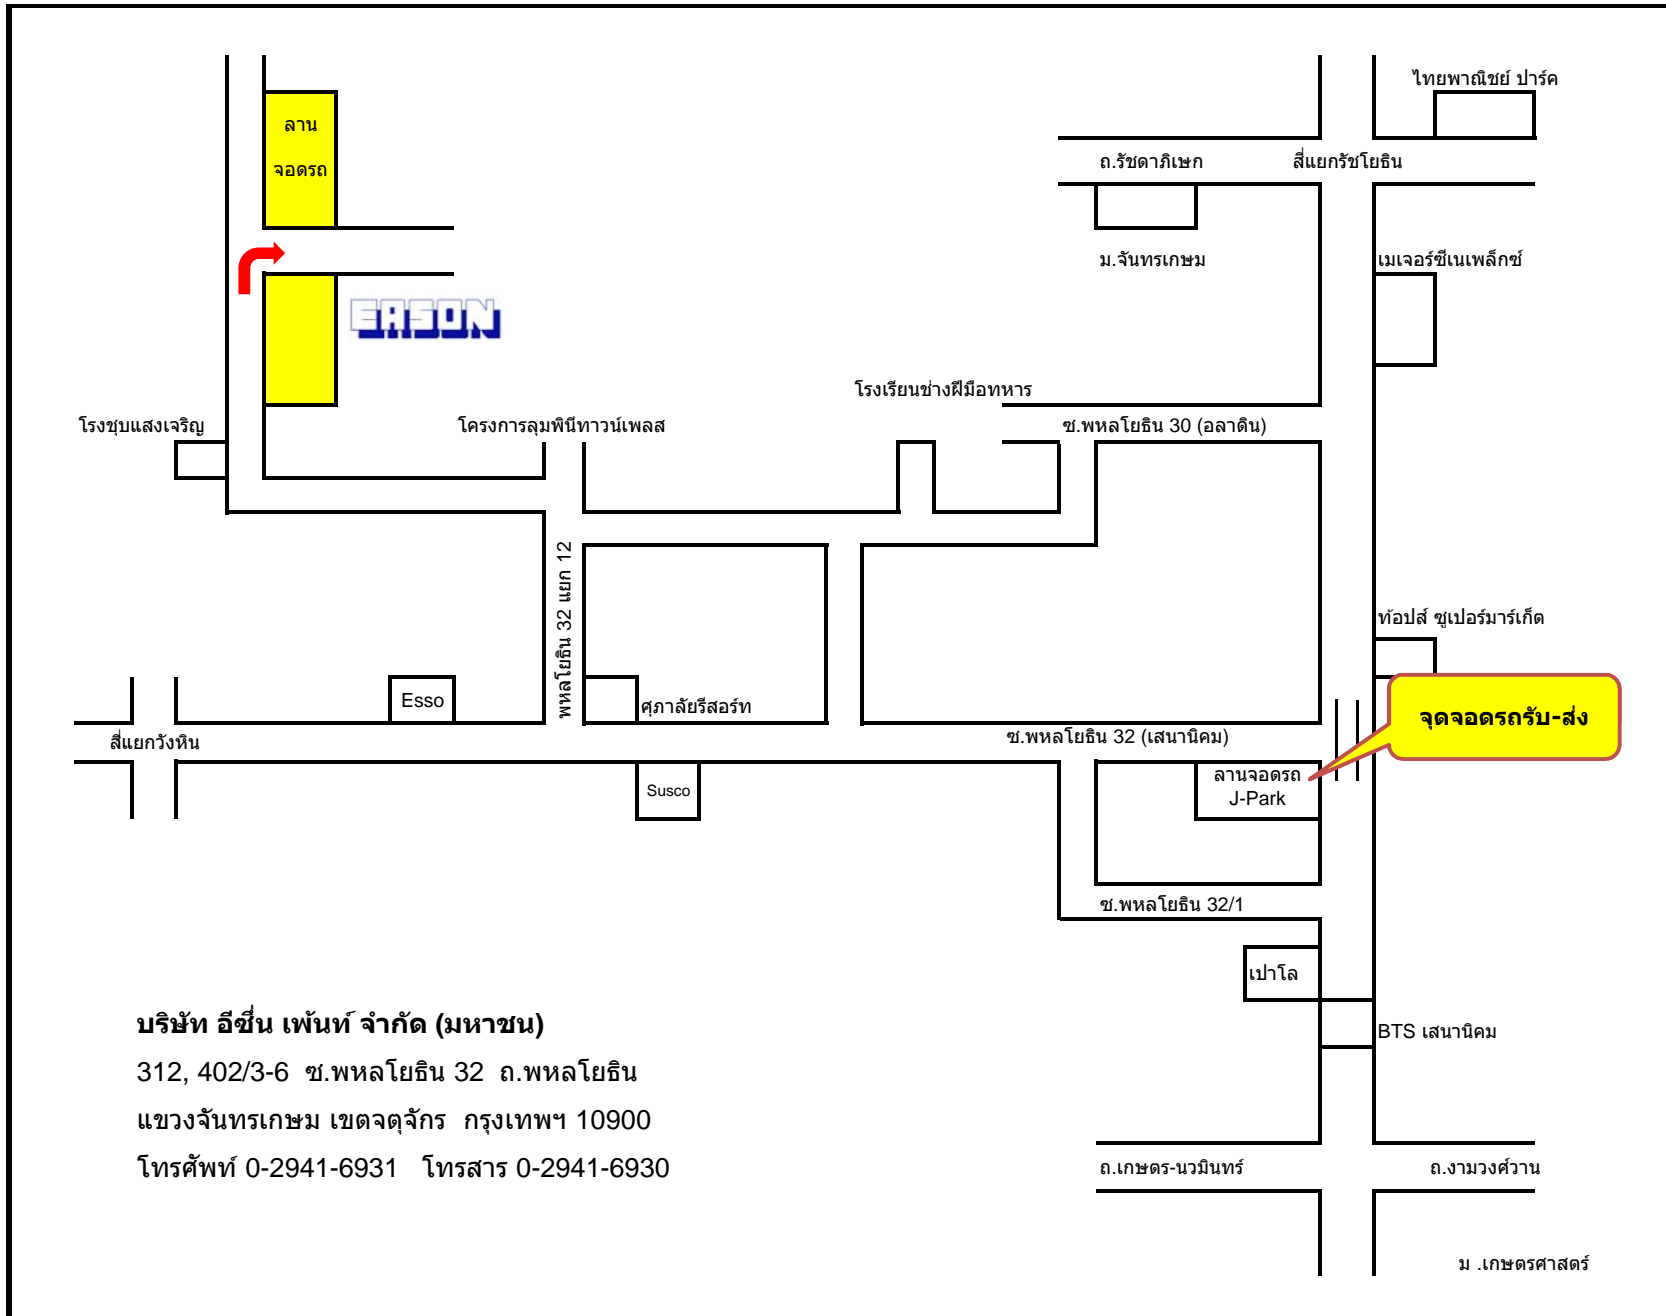 ไทยพาณิชย์ ปาร์ค
ลาน
จอดรถ
ถ.รัชดาภิเษก
สี่แยกรัชโยธิน
ม.จันทรเกษม
เมเจอร์ซีเนเพล็กซ์
EASON
โรงเรียนช่างฝีมือทหาร
โรงชุบแสงเจริญ
โครงการลุมพินีทาวน์เพลส
ซ.พหลโยธิน 30 (อลาดิน)
พหลโยธิน 32 แยก 12
ท้อปส์ ซูเปอร์มาร์เก็ต
Esso
ศุภาลัยรีสอร์ท
จุดจอดรถรับ-ส่ง
สี่แยกวังหิน
ซ.พหลโยธิน 32 (เสนานิคม)
Susco
ลานจอดรถ
J-Park
ซ.พหลโยธิน 32/1
เปาโล
BTS เสนานิคม
บริษัท อีซึ่น เพ้นท์ จำกัด (มหาชน)
312, 402/3-6 ซ.พหลโยธิน 32 ถ.พหลโยธิน
แขวงจันทรเกษม เขตจตุจักร กรุงเทพฯ 10900
โทรศัพท์ 0-2941-6931 โทรสาร 0-2941-6930
ถ.เกษตร-นวมินทร์
ถ.งามวงศ์วาน
ม .เกษตรศาสตร์